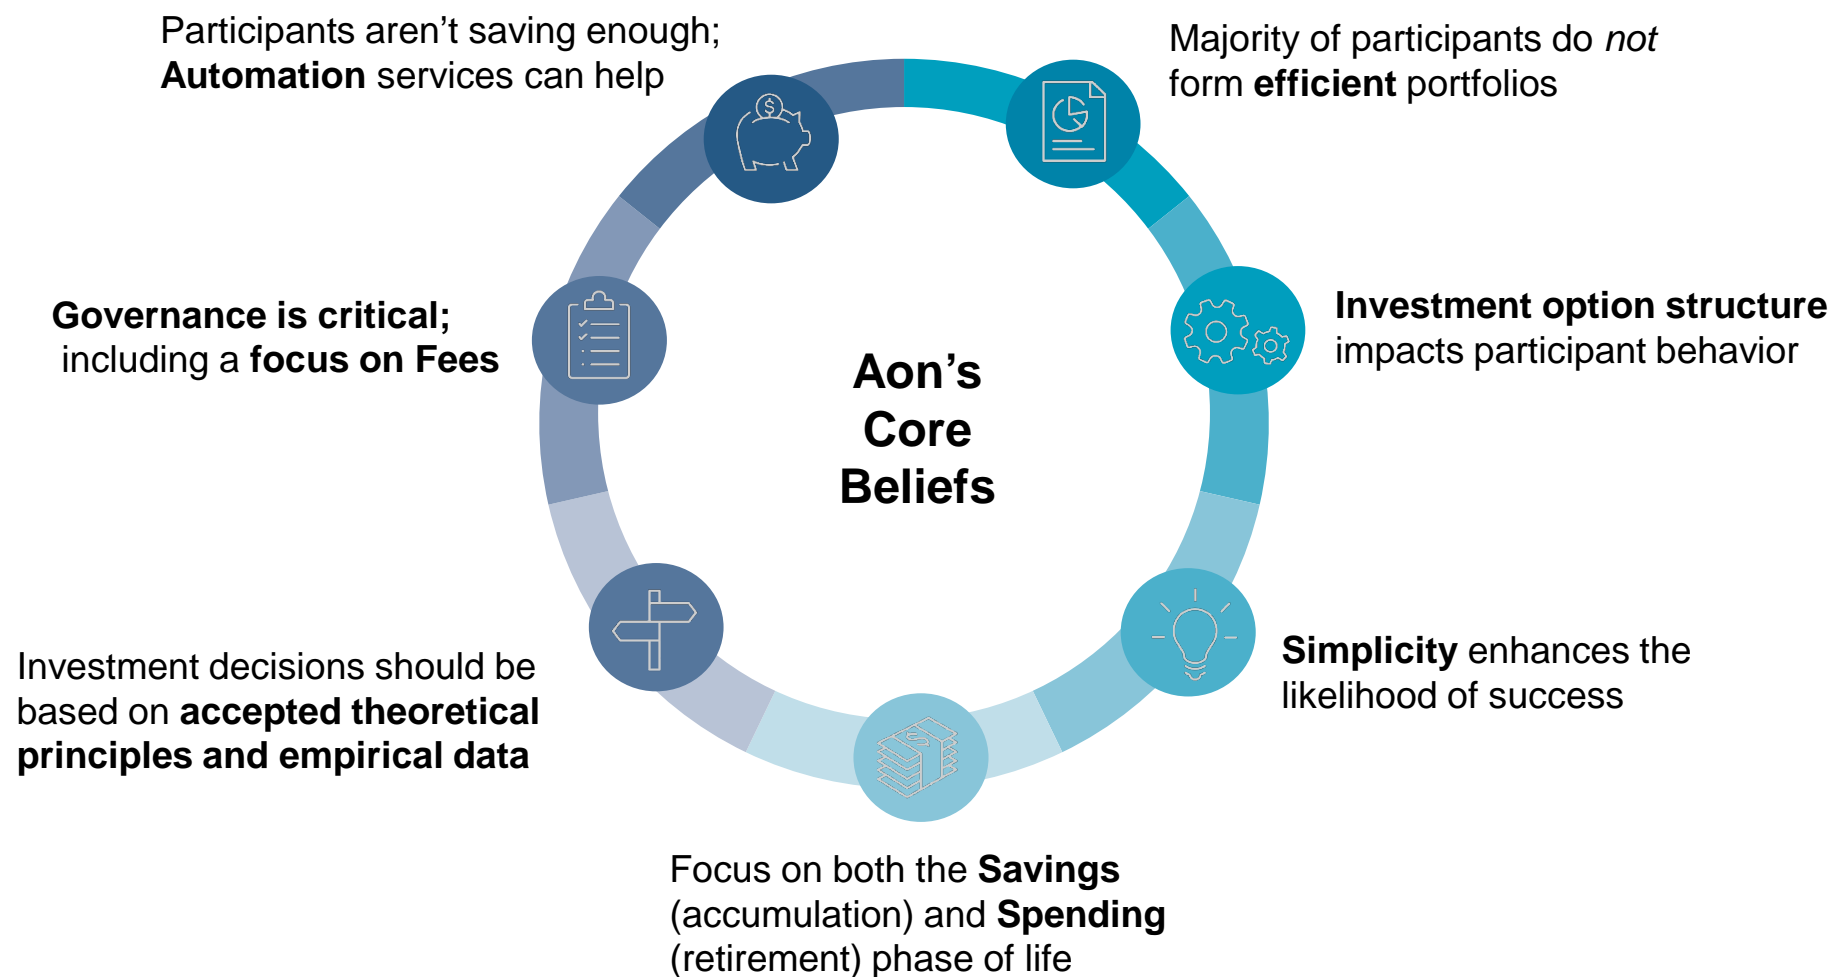 Participants aren't saving enough;
Automation services can help
Majority of participants do not
form efficient portfolios
Governance is critical;
including a focus on Fees
Aon’s
Core
Beliefs
Investment option structure
impacts participant behavior
Investment decisions should be
based on accepted theoretical
principles and empirical data
Simplicity enhances the
likelihood of success
Focus on both the Savings
(accumulation) and Spending
(retirement) phase of life